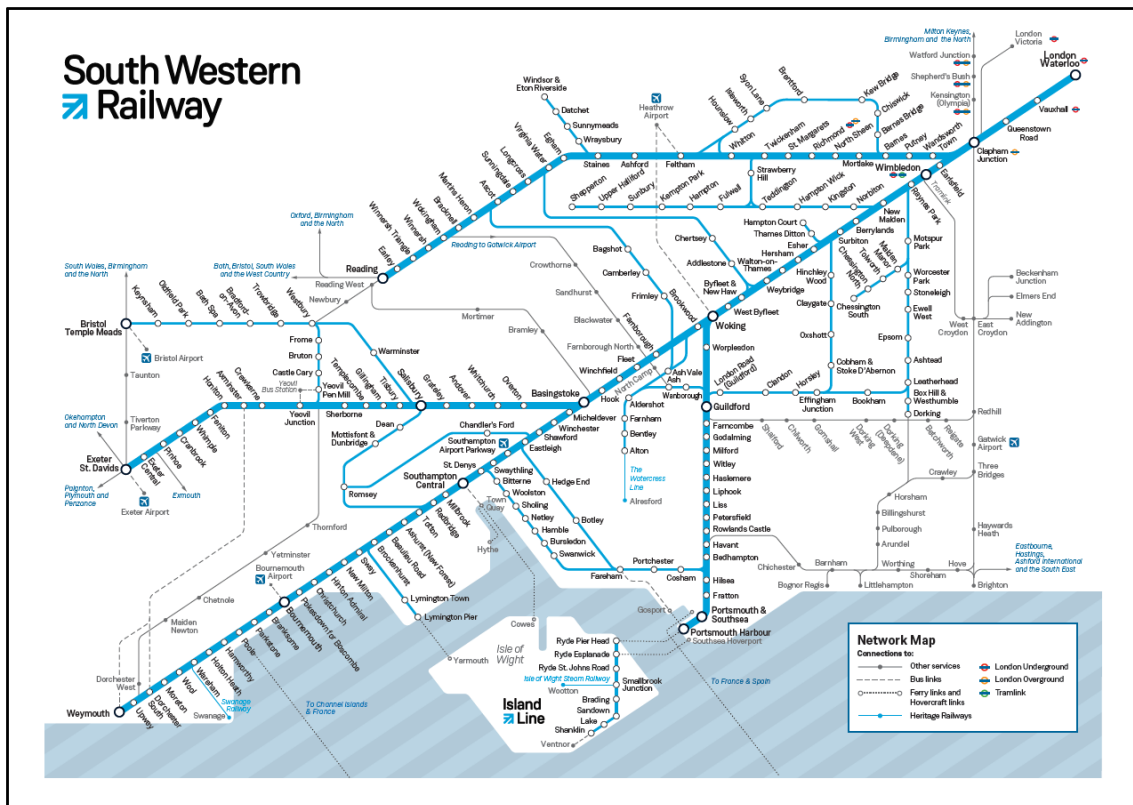 South Western
Railway
Milton Keynes,
Birmingham and the North
London
Victoria
Watford Junction
Shepherd's Bush
Kensington
(Olympia)
London
Waterloo
Vauxhall
Queenstown
Road
Clapham
Junction
Earlsfield
Wandsworth
Town
Putney
Barnes
Barnes Bridge
Chiswick
Kew Bridge
Brentford
Syon Lane
Isleworth
Hounslow
Windsor &
Eton Riverside
Datchet
Sunnymeads
Wraysbury
Heathrow
Airport
Staines
Ashford
Feltham
Whitton
Twickenham
St. Margarets
Richmond
North Sheen
Mortlake
Wimbledon
Tramlink
Strawberry
Hill
Shepperton
Upper Halliford
Sunbury
Kempton Park
Hampton
Fulwell
Teddington
Hampton Wick
Kingston
Norbiton
New
Malden
Raynes Park
Berrylands
Surbiton
Hampton Court
Thames Ditton
Esher
Hersham
Walton-on-
Thames
Weybridge
Chertsey
Addlestone
Byfleet &
New Haw
West Byfleet
Woking
Motspur
Park
Malden
Manor
Tolworth
Chessington
North
Chessington
South
Worcester
Park
Stoneleigh
Ewell
West
Epsom
Ashtead
Leatherhead
Box Hill &
Westhumble
Dorking
Hinchley
Wood
Claygate
Oxshott
Cobham &
Stoke D'Abernon
Bookham
Effingham
Junction
Horsley
Clandon
London Road
(Guildford)
Worplesdon
Guildford
Egham
Virginia Water
Longcross
Sunningdale
Ascot
Martins Heron
Bracknell
Wokingham
Winnersh
Winnersh Triangle
Earley
Reading
Reading West
Oxford, Birmingham
and the North
Reading to Gatwick Airport
Bath, Bristol, South Wales
and the West Country
South Wales, Birmingham
and the North
Newbury
Mortimer
Bramley
Crowthorne
Sandhurst
Blackwater
Farnborough North
North Camp
Bagshot
Camberley
Frimley
Brookwood
Farnborough
Fleet
Winchfield
Hook
Basingstoke
Ash Vale
Ash
Wanborough
Aldershot
Farnham
Bentley
Alton
The
Watercress
Line
Alresford
Keynsham
Oldfield Park
Bath Spa
Bradford-
on-Avon
Trowbridge
Westbury
Bristol
Temple Meads
Bristol Airport
Taunton
Tiverton
Parkway
Frome
Bruton
Castle Cary
Yeovil
Bus Station
Yeovil
Pen Mill
Yeovil
Junction
Warminster
Salisbury
Tisbury
Gillingham
Templecombe
Sherborne
Crewkerne
Axminster
Honiton
Feniton
Whimple
Cranbrook
Pinhoe
Exeter
Central
Exeter
St. Davids
Exeter Airport
Exmouth
Okehampton
and North Devon
Paignton,
Plymouth and
Penzance
Grateley
Andover
Whitchurch
Overton
Dean
Mottisfont &
Dunbridge
Romsey
Chandler's Ford
Southampton
Airport Parkway
Micheldever
Winchester
Shawford
Eastleigh
St. Denys
Southampton
Central
Swaythling
Bitterne
Woolston
Sholing
Netley
Hamble
Bursledon
Swanwick
Hedge End
Botley
Fareham
Portchester
Cosham
Farncombe
Godalming
Milford
Witley
Haslemere
Liphook
Liss
Petersfield
Rowlands Castle
Havant
Bedhampton
Hilsea
Fratton
Portsmouth &
Southsea
Portsmouth Harbour
Southsea Hoverport
Gosport
Shalford
Chilworth
Gomshall
Dorking
West
Dorking
(Deepdene)
Betchworth
Reigate
Redhill
Gatwick
Airport
Three
Bridges
Crawley
Horsham
Billingshurst
Pulborough
Arundel
Haywards
Heath
Chichester
Barnham
Bognor Regis
Littlehampton
Worthing
Shoreham
Hove
Brighton
Eastbourne,
Hastings,
Ashford International
and the South East
West
Croydon
East
Croydon
Beckenham
Junction
Elmers End
New
Addington
Millbrook
Redbridge
Totton
Ashurst (New Forest)
Beaulieu Road
Brockenhurst
Sway
New Milton
Hinton Admiral
Christchurch
Pokesdown for Boscombe
Bournemouth
Branksome
Parkstone
Poole
Hamworthy
Holton Heath
Wareham
Wool
Moreton
Dorchester
South
Upwey
Weymouth
Dorchester
West
Maiden
Newton
Chetnole
Yetminster
Thornford
Bournemouth
Airport
Swanage
Railway
Swanage
Lymington Town
Lymington Pier
Town
Quay
Hythe
Cowes
Yarmouth
Isle of
Wight
Ryde Pier Head
Ryde Esplanade
Ryde St. Johns Road
Isle of Wight Steam Railway
Wootton
Smallbrook
Junction
Brading
Sandown
Lake
Shanklin
Ventnor
Island
Line
To Channel Islands
& France
To France & Spain
Network Map
Connections to:
Other services
Bus links
Ferry links and
Hovercraft links
Heritage Railways
London Underground
London Overground
Tramlink